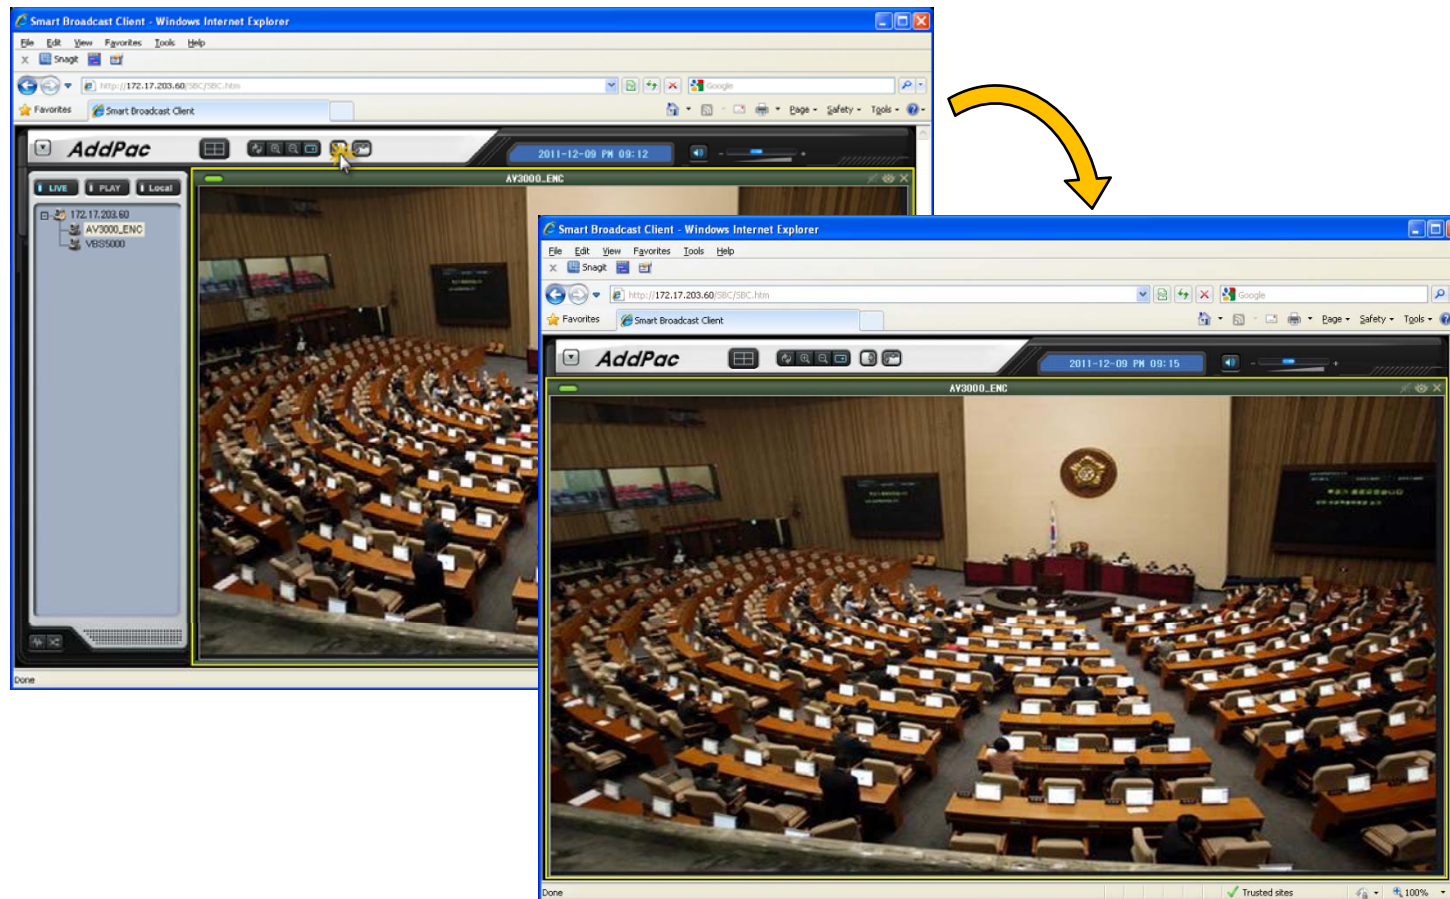 Smart Broadcast Client - Windows Internet Explorer
File Edit View Favorites Tools Help
X Snagit
http://172.17.203.60/SBC/SBC.htm
Google
Favorites
Smart Broadcast Client
Page Safety Tools
AddPac
2011-12-09 PM 09:12
- +
LIVE PLAY Local
AV3000_ENC
172.17.203.60
AV3000_ENC
VBS5000
Done
Smart Broadcast Client - Windows Internet Explorer
File Edit View Favorites Tools Help
X Snagit
http://172.17.203.60/SBC/SBC.htm
Google
Favorites
Smart Broadcast Client
Page Safety Tools
AddPac
2011-12-09 PM 09:15
- +
AV3000_ENC
Done
Trusted sites
100%